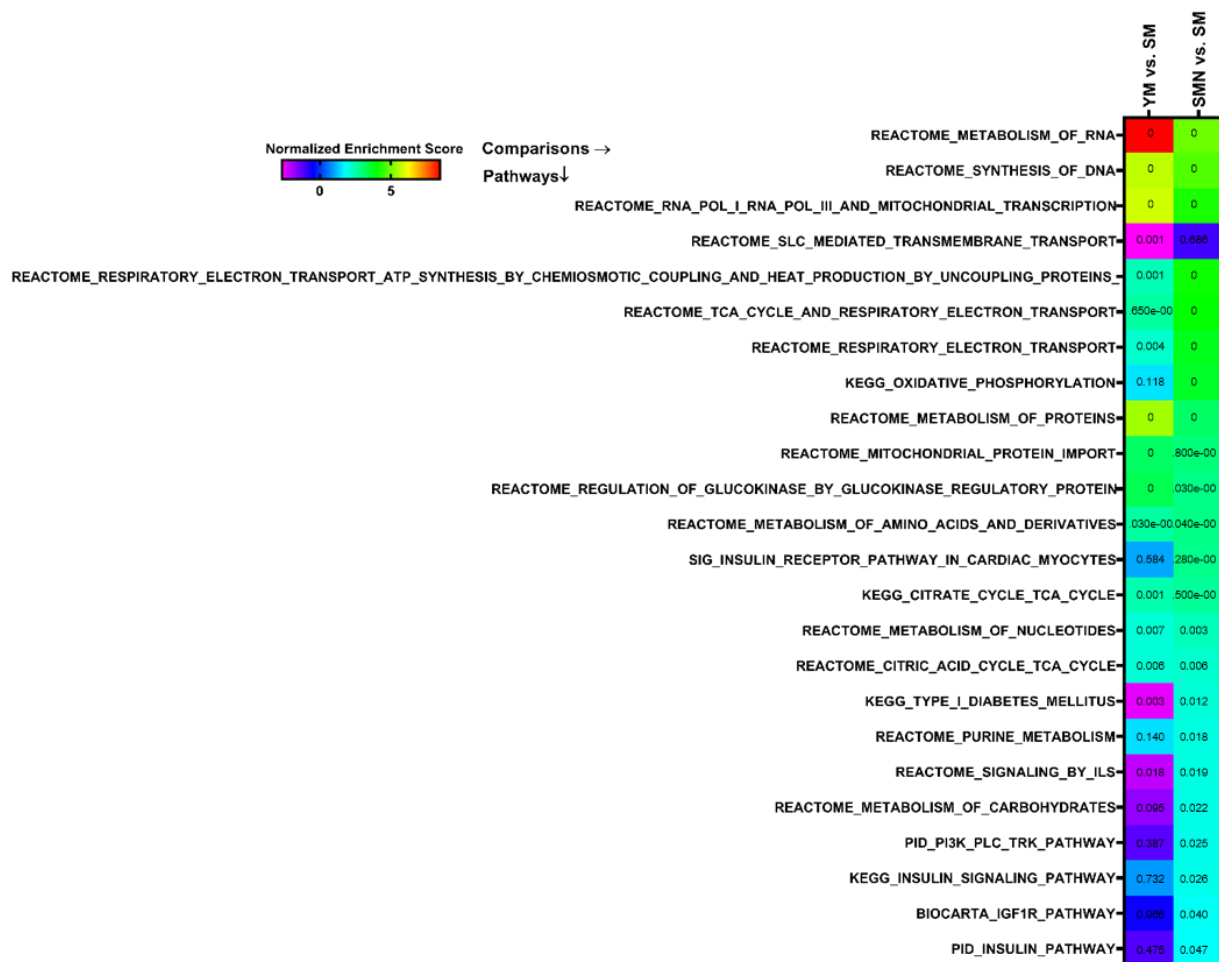 YM vs. SM
SMN vs. SM
Normalized Enrichment Score
0 5
Comparisons →
Pathways↓
REACTOME_METABOLISM_OF_RNA 0 0
REACTOME_SYNTHESIS_OF_DNA 0 0
REACTOME_RNA_POL_I_RNA_POL_III_AND_MITOCHONDRIAL_TRANSCRIPTION 0 0
REACTOME_SLC_MEDIATED_TRANSMEMBRANE_TRANSPORT 0.001 0.686
REACTOME_RESPIRATORY_ELECTRON_TRANSPORT_ATP_SYNTHESIS_BY_CHEMIOSMOTIC_COUPLING_AND_HEAT_PRODUCTION_BY_UNCOUPLING_PROTEINS_ 0.001 0
REACTOME_TCA_CYCLE_AND_RESPIRATORY_ELECTRON_TRANSPORT .650e-00 0
REACTOME_RESPIRATORY_ELECTRON_TRANSPORT 0.004 0
KEGG_OXIDATIVE_PHOSPHORYLATION 0.118 0
REACTOME_METABOLISM_OF_PROTEINS 0 0
REACTOME_MITOCHONDRIAL_PROTEIN_IMPORT 0 .800e-00
REACTOME_REGULATION_OF_GLUCOKINASE_BY_GLUCOKINASE_REGULATORY_PROTEIN 0 .030e-00
REACTOME_METABOLISM_OF_AMINO_ACIDS_AND_DERIVATIVES .030e-00 .040e-00
SIG_INSULIN_RECEPTOR_PATHWAY_IN_CARDIAC_MYOCYTES 0.584 .280e-00
KEGG_CITRATE_CYCLE_TCA_CYCLE 0.001 .500e-00
REACTOME_METABOLISM_OF_NUCLEOTIDES 0.007 0.003
REACTOME_CITRIC_ACID_CYCLE_TCA_CYCLE 0.006 0.006
KEGG_TYPE_I_DIABETES_MELLITUS 0.003 0.012
REACTOME_PURINE_METABOLISM 0.140 0.018
REACTOME_SIGNALING_BY_ILS 0.018 0.019
REACTOME_METABOLISM_OF_CARBOHYDRATES 0.095 0.022
PID_PI3K_PLC_TRK_PATHWAY 0.387 0.025
KEGG_INSULIN_SIGNALING_PATHWAY 0.732 0.026
BIOCARTA_IGF1R_PATHWAY 0.040
PID_INSULIN_PATHWAY 0.475 0.047